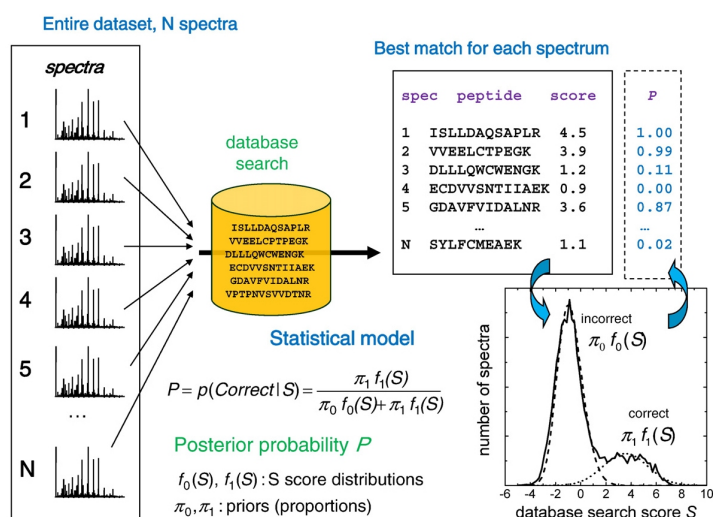 Entire dataset, N spectra
spectra
1
2
3
4
5
...
N
database
search
ISLLDAQSAPLR
VVEELCPTPEGK
DLLLQWCWENGK
ECDVVSNTIIAEK
GDAVFVIDALNR
VPTPNVSVVDTNR
Best match for each spectrum
spec peptide score P
1 ISLLDAQSAPLR 4.5 1.00
2 VVEELCTPEGK 3.9 0.99
3 DLLLQWCWENGK 1.2 0.11
4 ECDVVSNTIIAEK 0.9 0.00
5 GDAVFVIDALNR 3.6 0.87
... ...
N SYLFCMEAEK 1.1 0.02
Statistical model
P = p(Correct|S) = π₁ f₁(S) / π₀ f₀(S) + π₁ f₁(S)
Posterior probability P
f₀(S), f₁(S) : S score distributions
π₀, π₁ : priors (proportions)
number of spectra
incorrect
π₀ f₀(S)
correct
π₁ f₁(S)
-6 -4 -2 0 2 4 6 8 10
database search score S